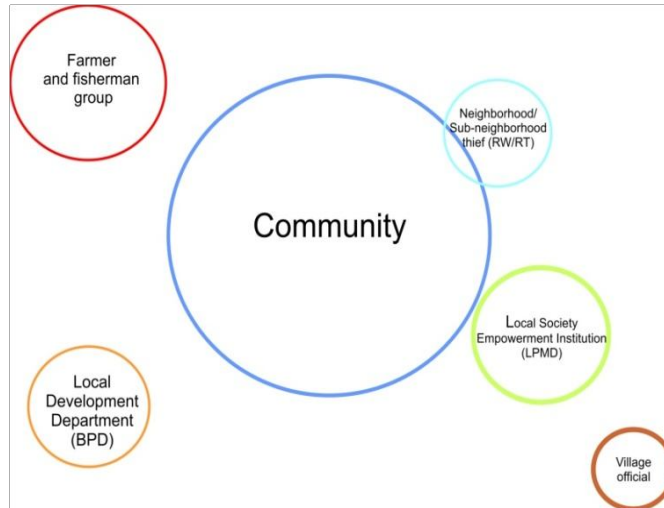 Farmer
and fisherman
group
Neighborhood/
Sub-neighborhood
thief (RW/RT)
Community
Local Society
Empowerment Institution
(LPMD)
Local
Development
Department
(BPD)
Village
official